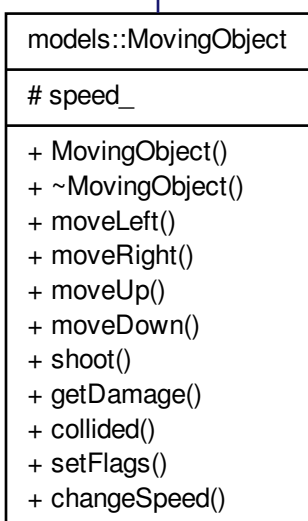 models::MovingObject
# speed_
+ MovingObject()
+ ~MovingObject()
+ moveLeft()
+ moveRight()
+ moveUp()
+ moveDown()
+ shoot()
+ getDamage()
+ collided()
+ setFlags()
+ changeSpeed()